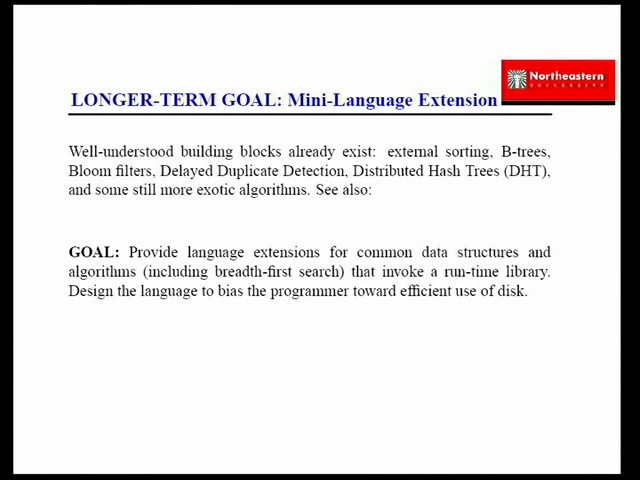 Northeastern
UNIVERSITY
LONGER-TERM GOAL: Mini-Language Extension
Well-understood building blocks already exist: external sorting, B-trees,
Bloom filters, Delayed Duplicate Detection, Distributed Hash Trees (DHT),
and some still more exotic algorithms. See also:
GOAL: Provide language extensions for common data structures and
algorithms (including breadth-first search) that invoke a run-time library.
Design the language to bias the programmer toward efficient use of disk.